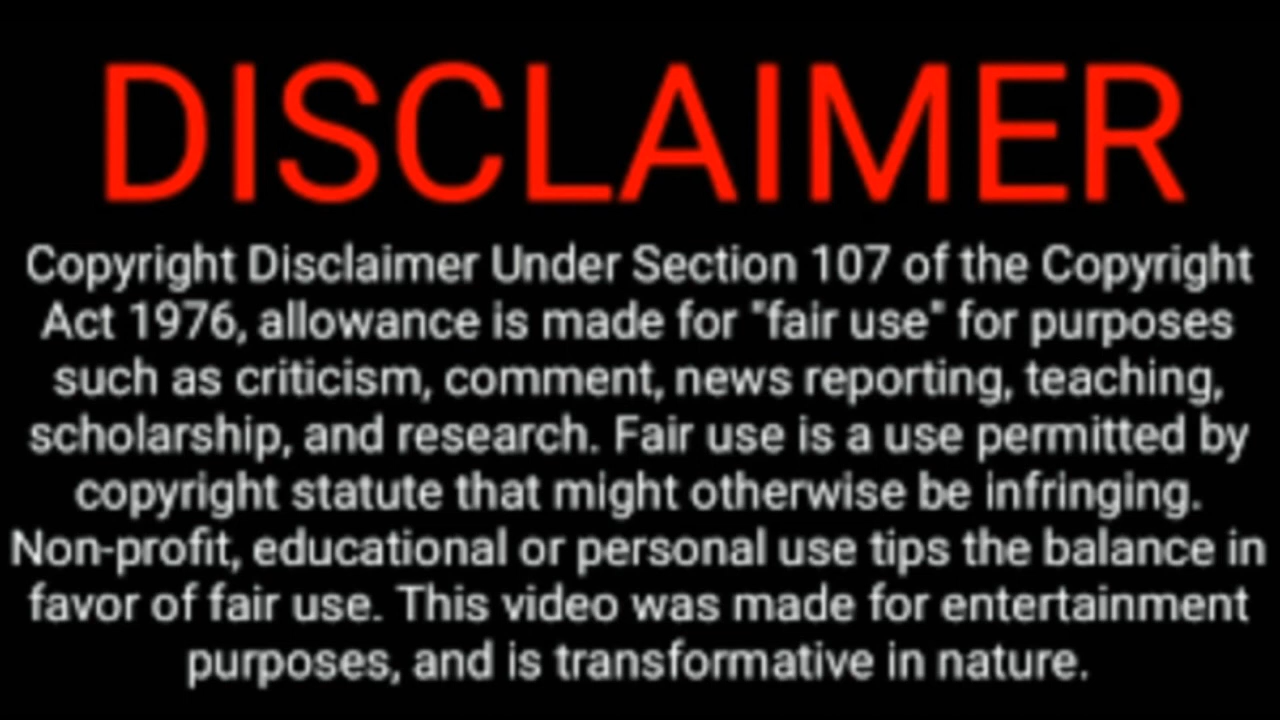 DISCLAIMER
Copyright Disclaimer Under Section 107 of the Copyright
Act 1976, allowance is made for "fair use" for purposes
such as criticism, comment, news reporting, teaching,
scholarship, and research. Fair use is a use permitted by
copyright statute that might otherwise be infringing.
Non-profit, educational or personal use tips the balance in
favor of fair use. This video was made for entertainment
purposes, and is transformative in nature.